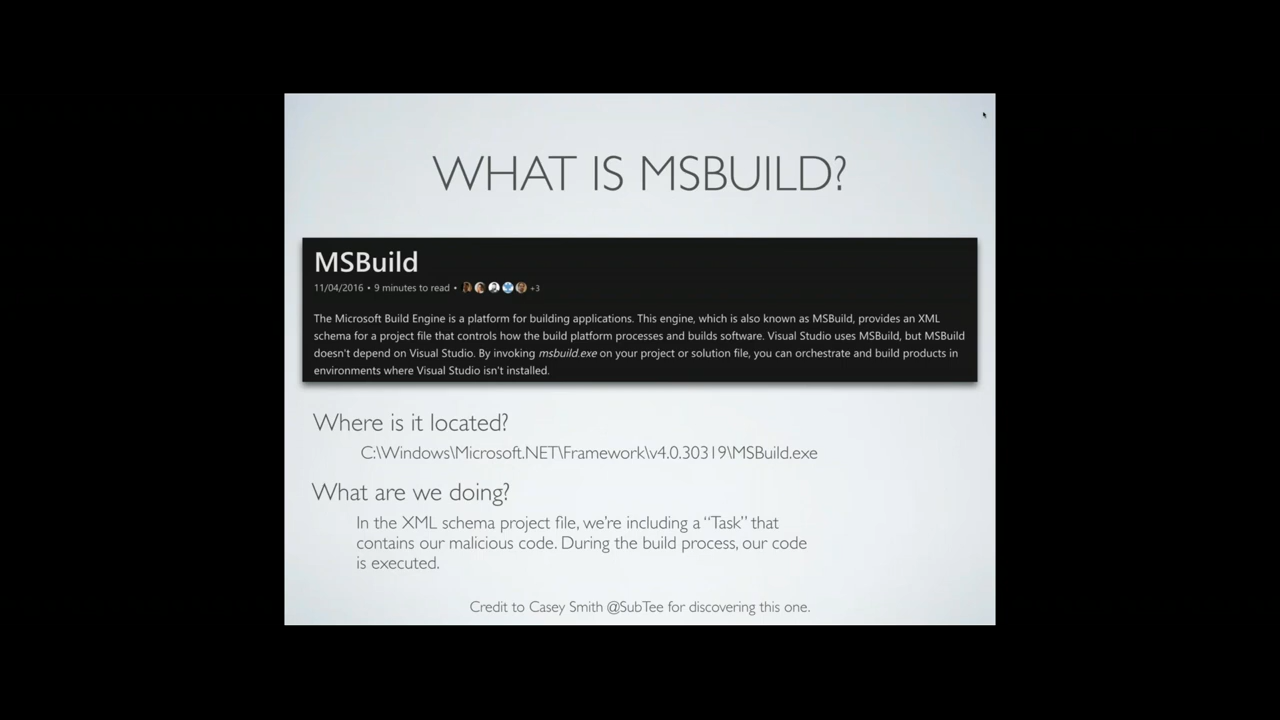 WHAT IS MSBUILD?
MSBuild
11/04/2016 • 9 minutes to read • +3
The Microsoft Build Engine is a platform for building applications. This engine, which is also known as MSBuild, provides an XML
schema for a project file that controls how the build platform processes and builds software. Visual Studio uses MSBuild, but MSBuild
doesn't depend on Visual Studio. By invoking msbuild.exe on your project or solution file, you can orchestrate and build products in
environments where Visual Studio isn't installed.
Where is it located?
C:\Windows\Microsoft.NET\Framework\v4.0.30319\MSBuild.exe
What are we doing?
In the XML schema project file, we're including a “Task” that
contains our malicious code. During the build process, our code
is executed.
Credit to Casey Smith @SubTee for discovering this one.